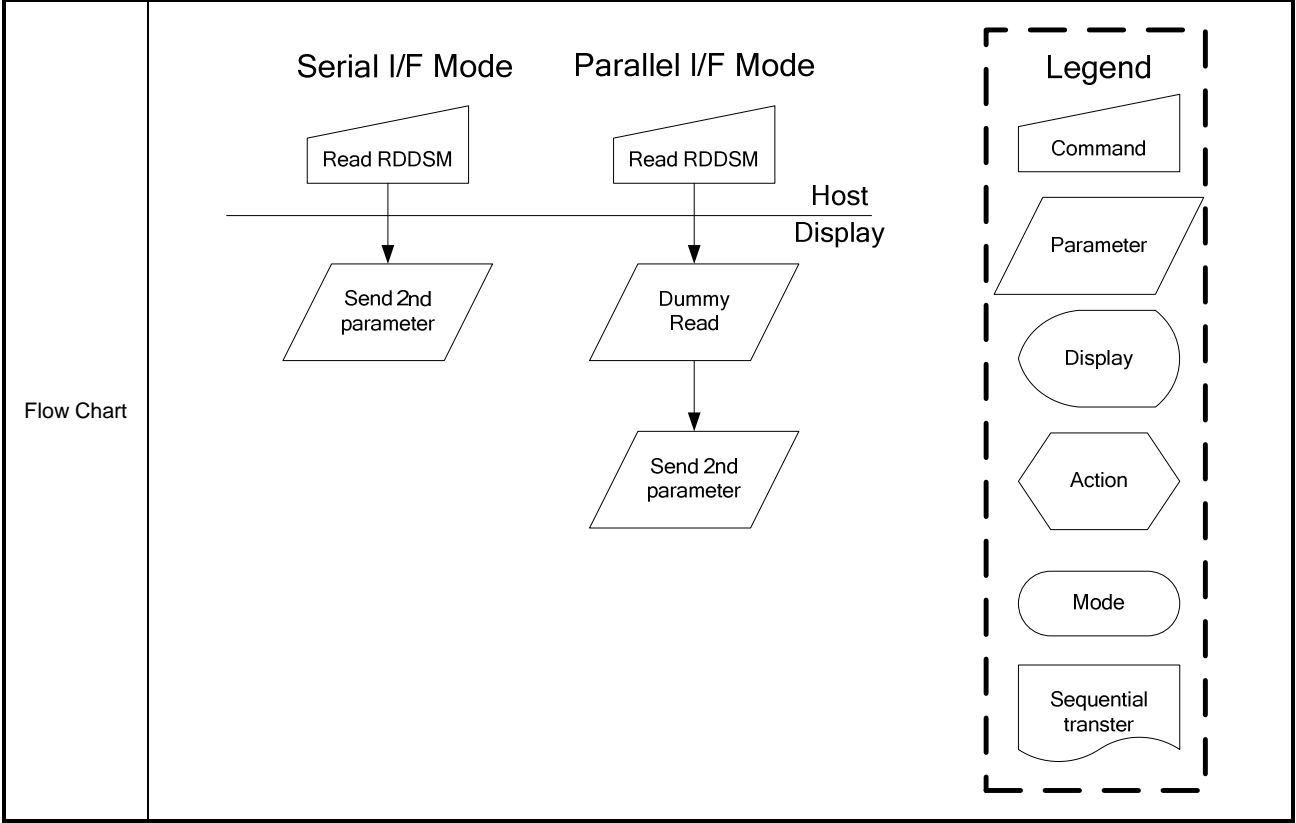 Flow Chart
Serial I/F Mode
Read RDDSM
Send 2nd
parameter
Parallel I/F Mode
Read RDDSM
Host
Display
Dummy
Read
Send 2nd
parameter
Legend
Command
Parameter
Display
Action
Mode
Sequential
transter